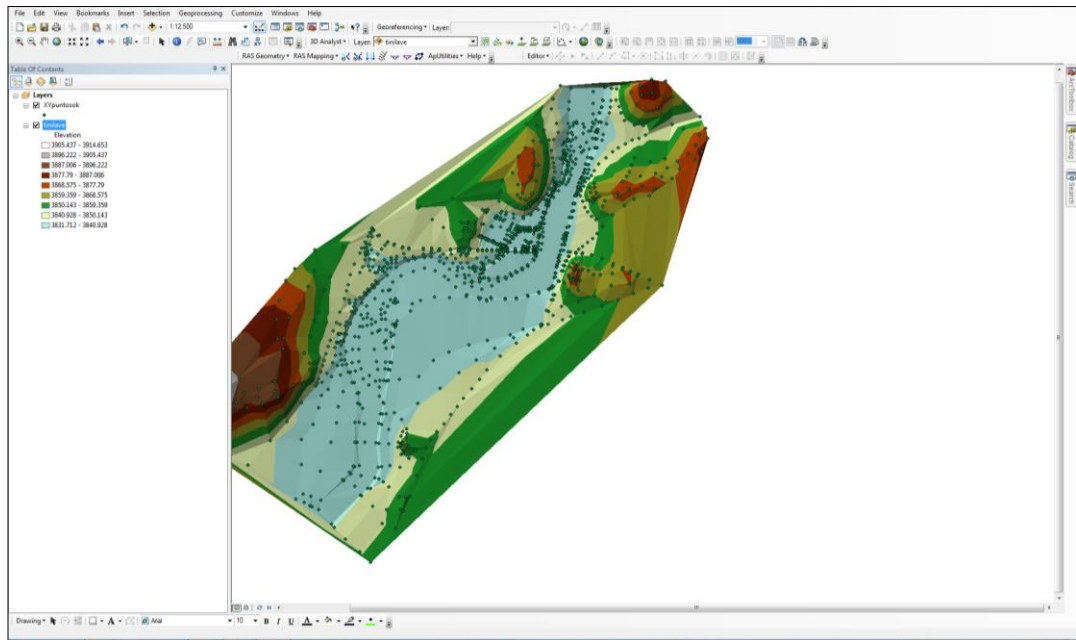 File Edit View Bookmarks Insert Selection Geoprocessing Customize Windows Help
1:12.500 Georeferencing Layer:
3D Analyst Layer: tinilave
RAS Geometry RAS Mapping ApUtilities Help Editor
Table Of Contents
Layers
XYpuntosok
tinilave
Elevation
3905.437 - 3914.653
3896.222 - 3905.437
3887.006 - 3896.222
3877.79 - 3887.006
3868.575 - 3877.79
3859.359 - 3868.575
3850.143 - 3859.359
3840.928 - 3850.143
3831.712 - 3840.928
ArcToolbox
Catalog
Search
Drawing A Arial 10 B I U A